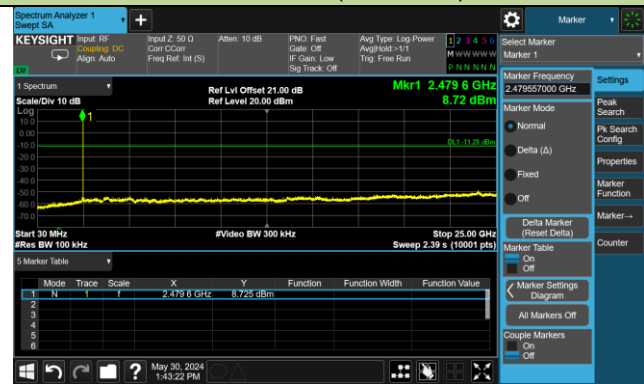 Spectrum Analyzer 1
Swept SA
Marker
KEYSIGHT
Input: RF
Coupling: DC
Align: Auto
Input Z: 50 Ω
Corr CCorr
Freq Ref: Int (S)
Atten: 10 dB
PNO: Fast
Gate: Off
IF Gain: Low
Sig Track: Off
Avg Type: Log-Power
Avg|Hold:>1/1
Trig: Free Run
1 2 3 4 5 6
M W W W W W
P N N N N N
Select Marker
Marker 1
1 Spectrum
Scale/Div 10 dB
Ref Lvl Offset 21.00 dB
Ref Level 20.00 dBm
Mkr1 2.479 6 GHz
8.72 dBm
Log
10.0
0.00
-10.0
-20.0
-30.0
-40.0
-50.0
-60.0
-70.0
1
DL1 -11.28 dBm
Start 30 MHz
#Res BW 100 kHz
#Video BW 300 kHz
Stop 25.00 GHz
Sweep 2.39 s (10001 pts)
5 Marker Table
Mode Trace Scale X Y Function Function Width Function Value
1 N 1 f 2.479 6 GHz 8.725 dBm
2
3
4
5
6
May 30, 2024
1:43:22 PM
Marker Frequency
2.479557000 GHz
Marker Mode
Normal
Delta (Δ)
Fixed
Off
Delta Marker
(Reset Delta)
Marker Table
On
Off
Marker Settings
Diagram
All Markers Off
Couple Markers
On
Off
Settings
Peak
Search
Pk Search
Config
Properties
Marker
Function
Marker→
Counter